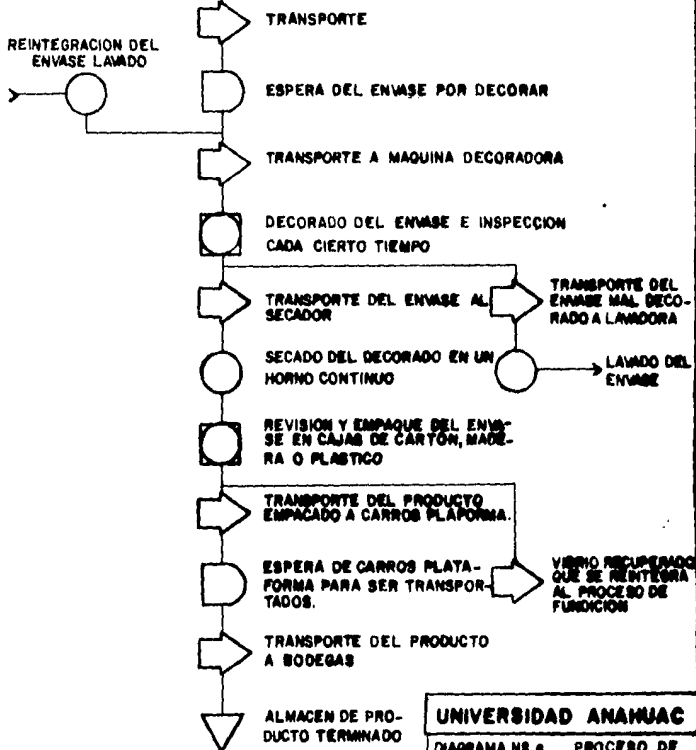 TRANSPORTE
REINTEGRACION DEL
ENVASE LAVADO
ESPERA DEL ENVASE POR DECORAR
TRANSPORTE A MAQUINA DECORADORA
DECORADO DEL ENVASE E INSPECCION
CADA CIERTO TIEMPO
TRANSPORTE DEL ENVASE AL
SECADOR
TRANSPORTE DEL
ENVASE MAL DECO-
RADO A LAVADORA
SECADO DEL DECORADO EN UN
HORNO CONTINUO
LAVADO DEL
ENVASE
REVISION Y EMPAQUE DEL ENVA-
SE EN CAJAS DE CARTON, MADE-
RA O PLASTICO
TRANSPORTE DEL PRODUCTO
EMPACADO A CARROS PLAFORMA.
ESPERA DE CARROS PLATA-
FORMA PARA SER TRANSPOR-
TADOS.
VIDRIO RECUPERADO
QUE SE REINTEGRA
AL PROCESO DE
FUNDICION
TRANSPORTE DEL PRODUCTO
A BODEGAS
ALMACEN DE PRO-
DUCTO TERMINADO
UNIVERSIDAD ANAHUAC
DIAGRAMA PROCESO DE